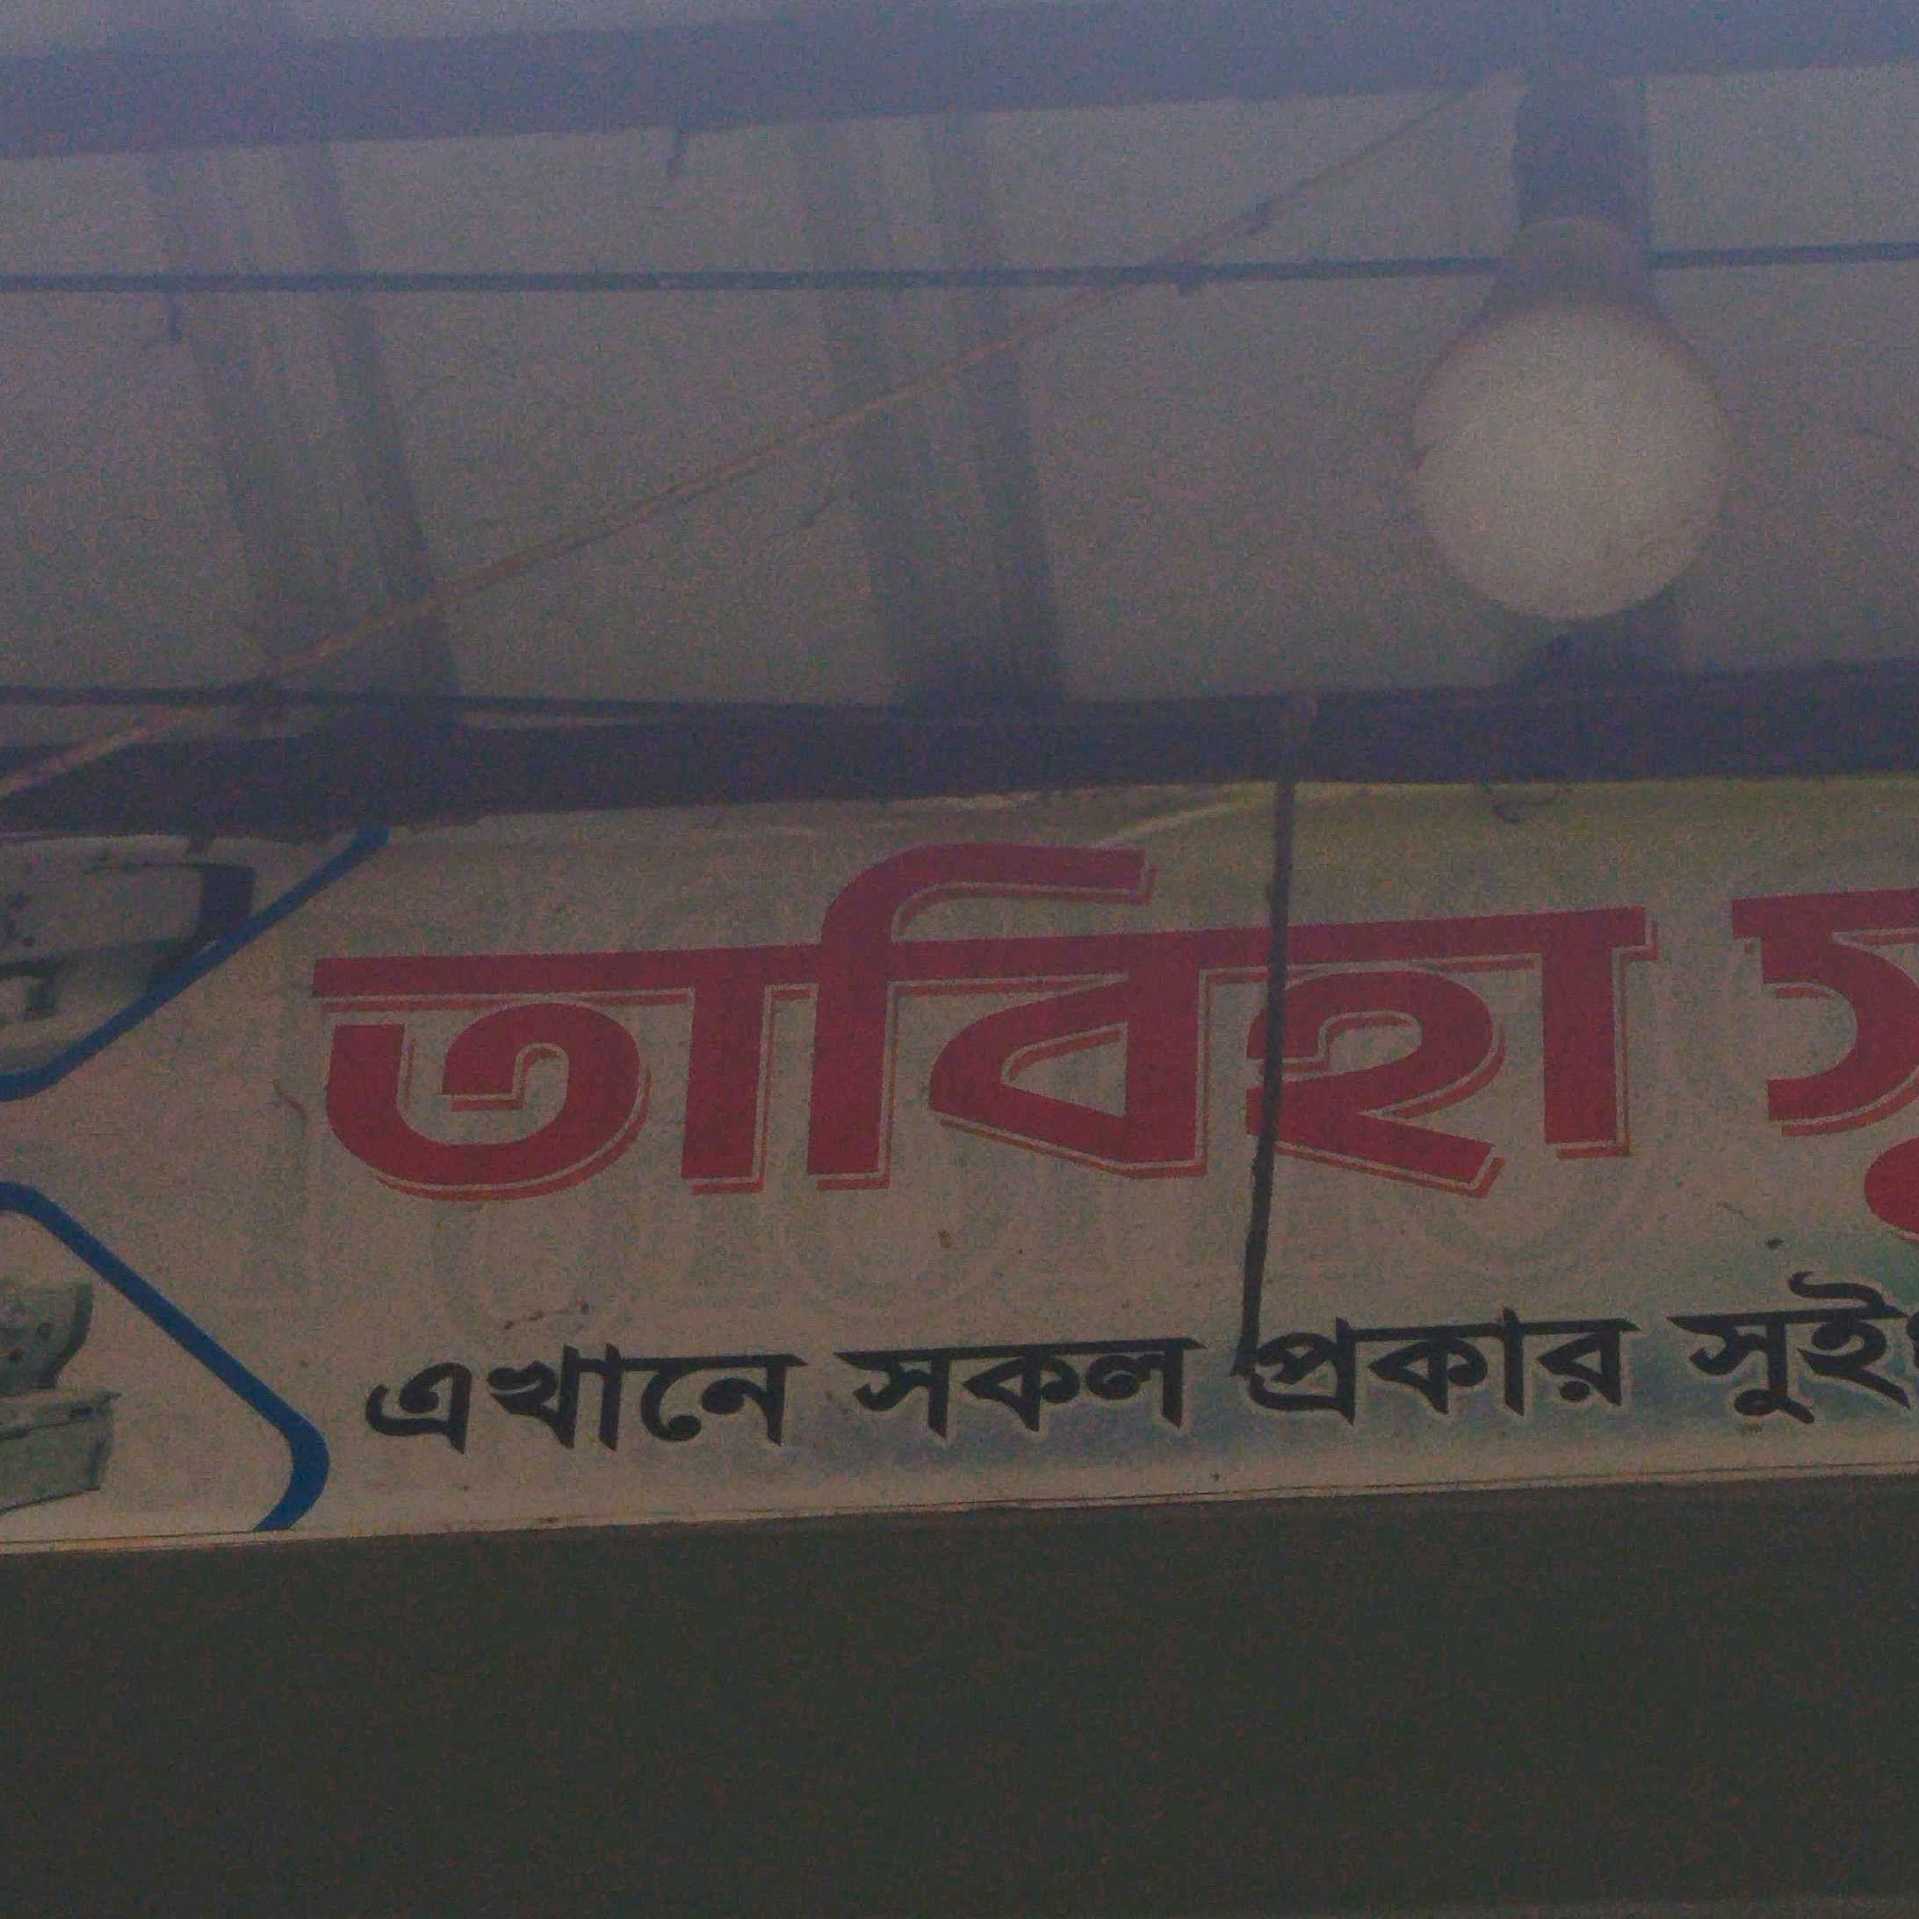 তাবিহা
এখানে সকল প্রকার